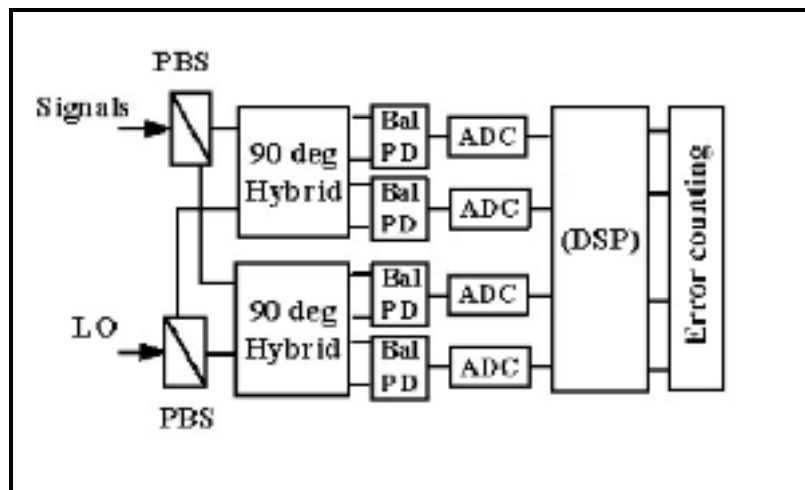 PBS
Signals
90 deg
Hybrid
Bal
PD
ADC
Bal
PD
ADC
(DSP)
Error counting
LO
PBS
90 deg
Hybrid
Bal
PD
ADC
Bal
PD
ADC